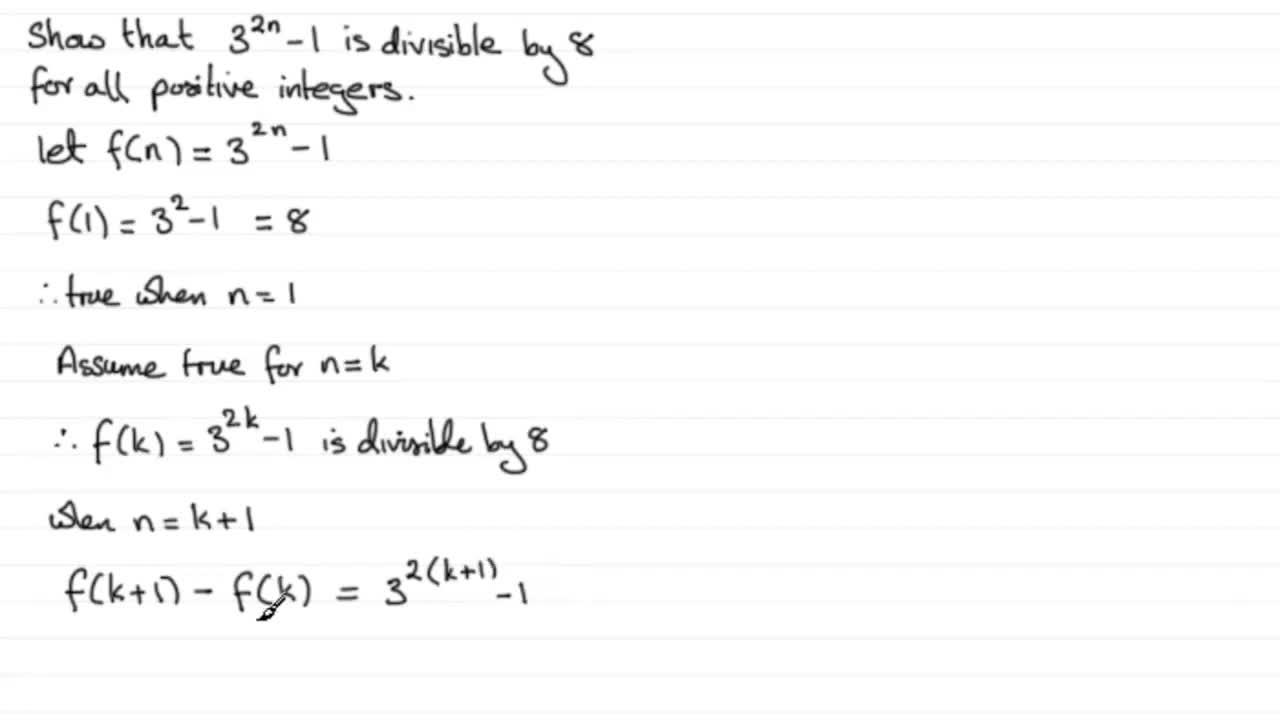 Show that 3^{2n} - 1 is divisible by 8
for all positive integers.
let f(n) = 3^{2n} - 1
f(1) = 3^2 - 1 = 8
∴ true when n = 1
Assume true for n = k
∴ f(k) = 3^{2k} - 1 is divisible by 8
when n = k + 1
f(k+1) - f(k) = 3^{2(k+1)} - 1